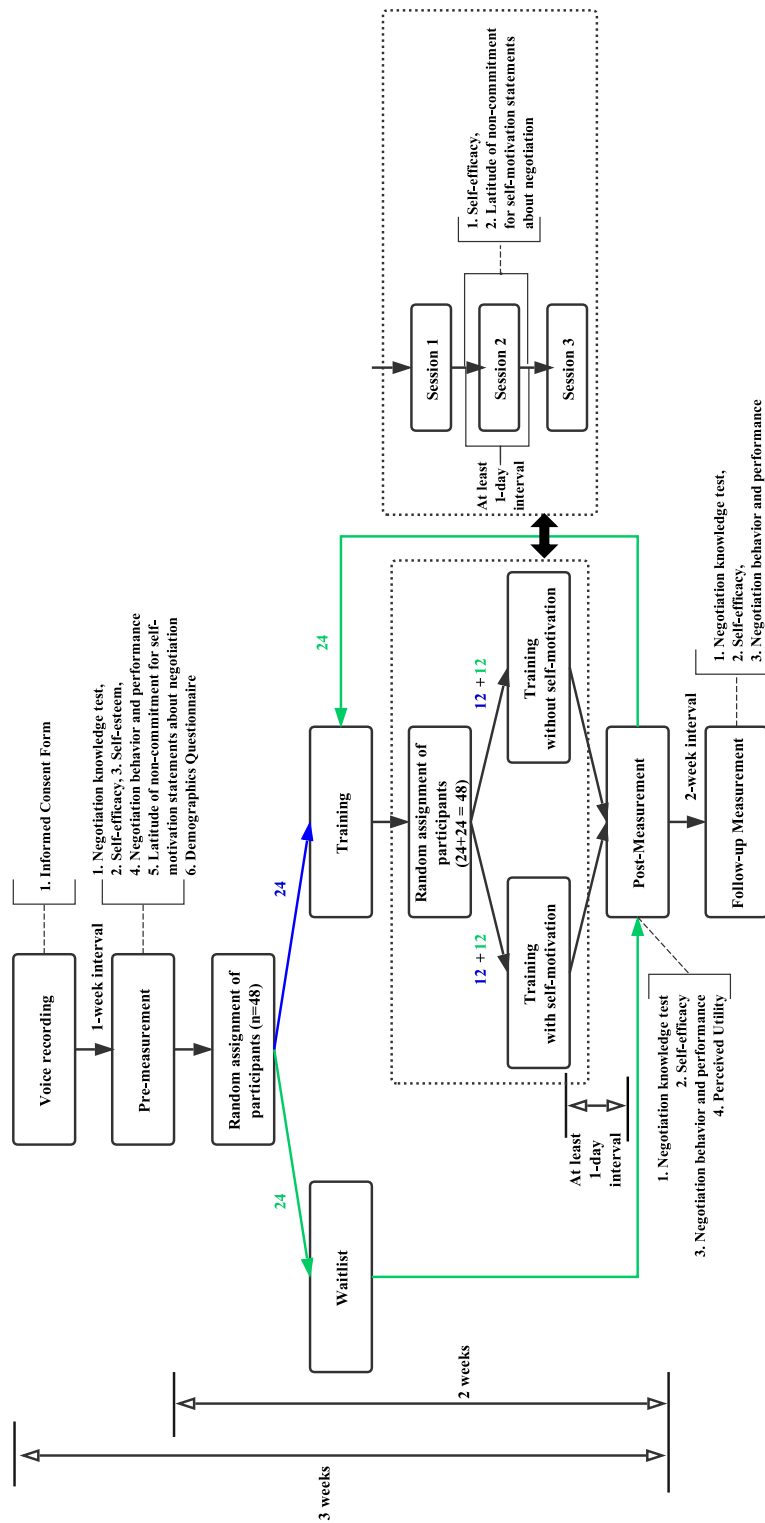 Voice recording
1. Informed Consent Form
1-week interval
Pre-measurement
1. Negotiation knowledge test,
2. Self-efficacy, 3. Self-esteem,
4. Negotiation behavior and performance
5. Latitude of non-commitment for self-
motivation statements about negotiation
6. Demographics Questionnaire
Random assignment of
participants (n=48)
24
24
24
Waitlist
Training
Random assignment of
participants
(24+24 = 48)
12 + 12
12 + 12
Training
with self-motivation
Training
without self-motivation
At least
1-day
interval
Post-Measurement
1. Negotiation knowledge test
2. Self-efficacy
3. Negotiation behavior and performance
4. Perceived Utility
2-week interval
Follow-up Measurement
1. Negotiation knowledge test,
2. Self-efficacy,
3. Negotiation behavior and performance
Session 1
Session 2
Session 3
At least
1-day
interval
1. Self-efficacy,
2. Latitude of non-commitment
for self-motivation statements
about negotiation
3 weeks
2 weeks